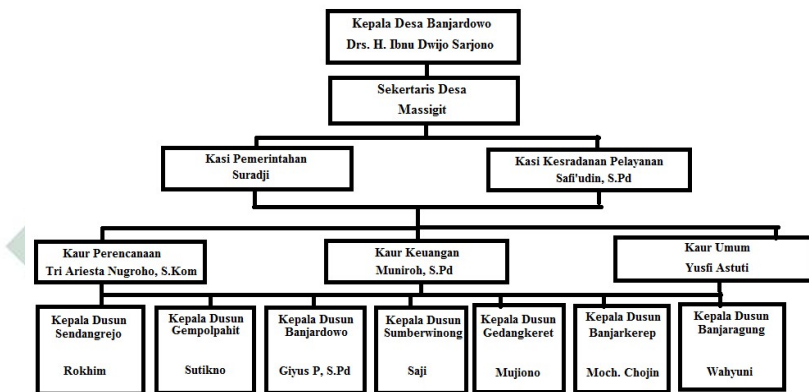 Kepala Desa Banjardowo
Drs. H. Ibnu Dwijo Sarjono
Sekertaris Desa
Massigit
Kasi Pemerintahan
Suradji
Kasi Kesradanan Pelayanan
Safi'udin, S.Pd
Kaur Perencanaan
Tri Ariesta Nugroho, S.Kom
Kaur Keuangan
Muniroh, S.Pd
Kaur Umum
Yusfi Astuti
Kepala Dusun
Sendangrejo
Rokhim
Kepala Dusun
Gempolpahit
Sutikno
Kepala Dusun
Banjardowo
Giyus P, S.Pd
Kepala Dusun
Sumberwinong
Saji
Kepala Dusun
Gedangkeret
Mujiono
Kepala Dusun
Banjarkerep
Moch. Chojin
Kepala Dusun
Banjaragung
Wahyuni